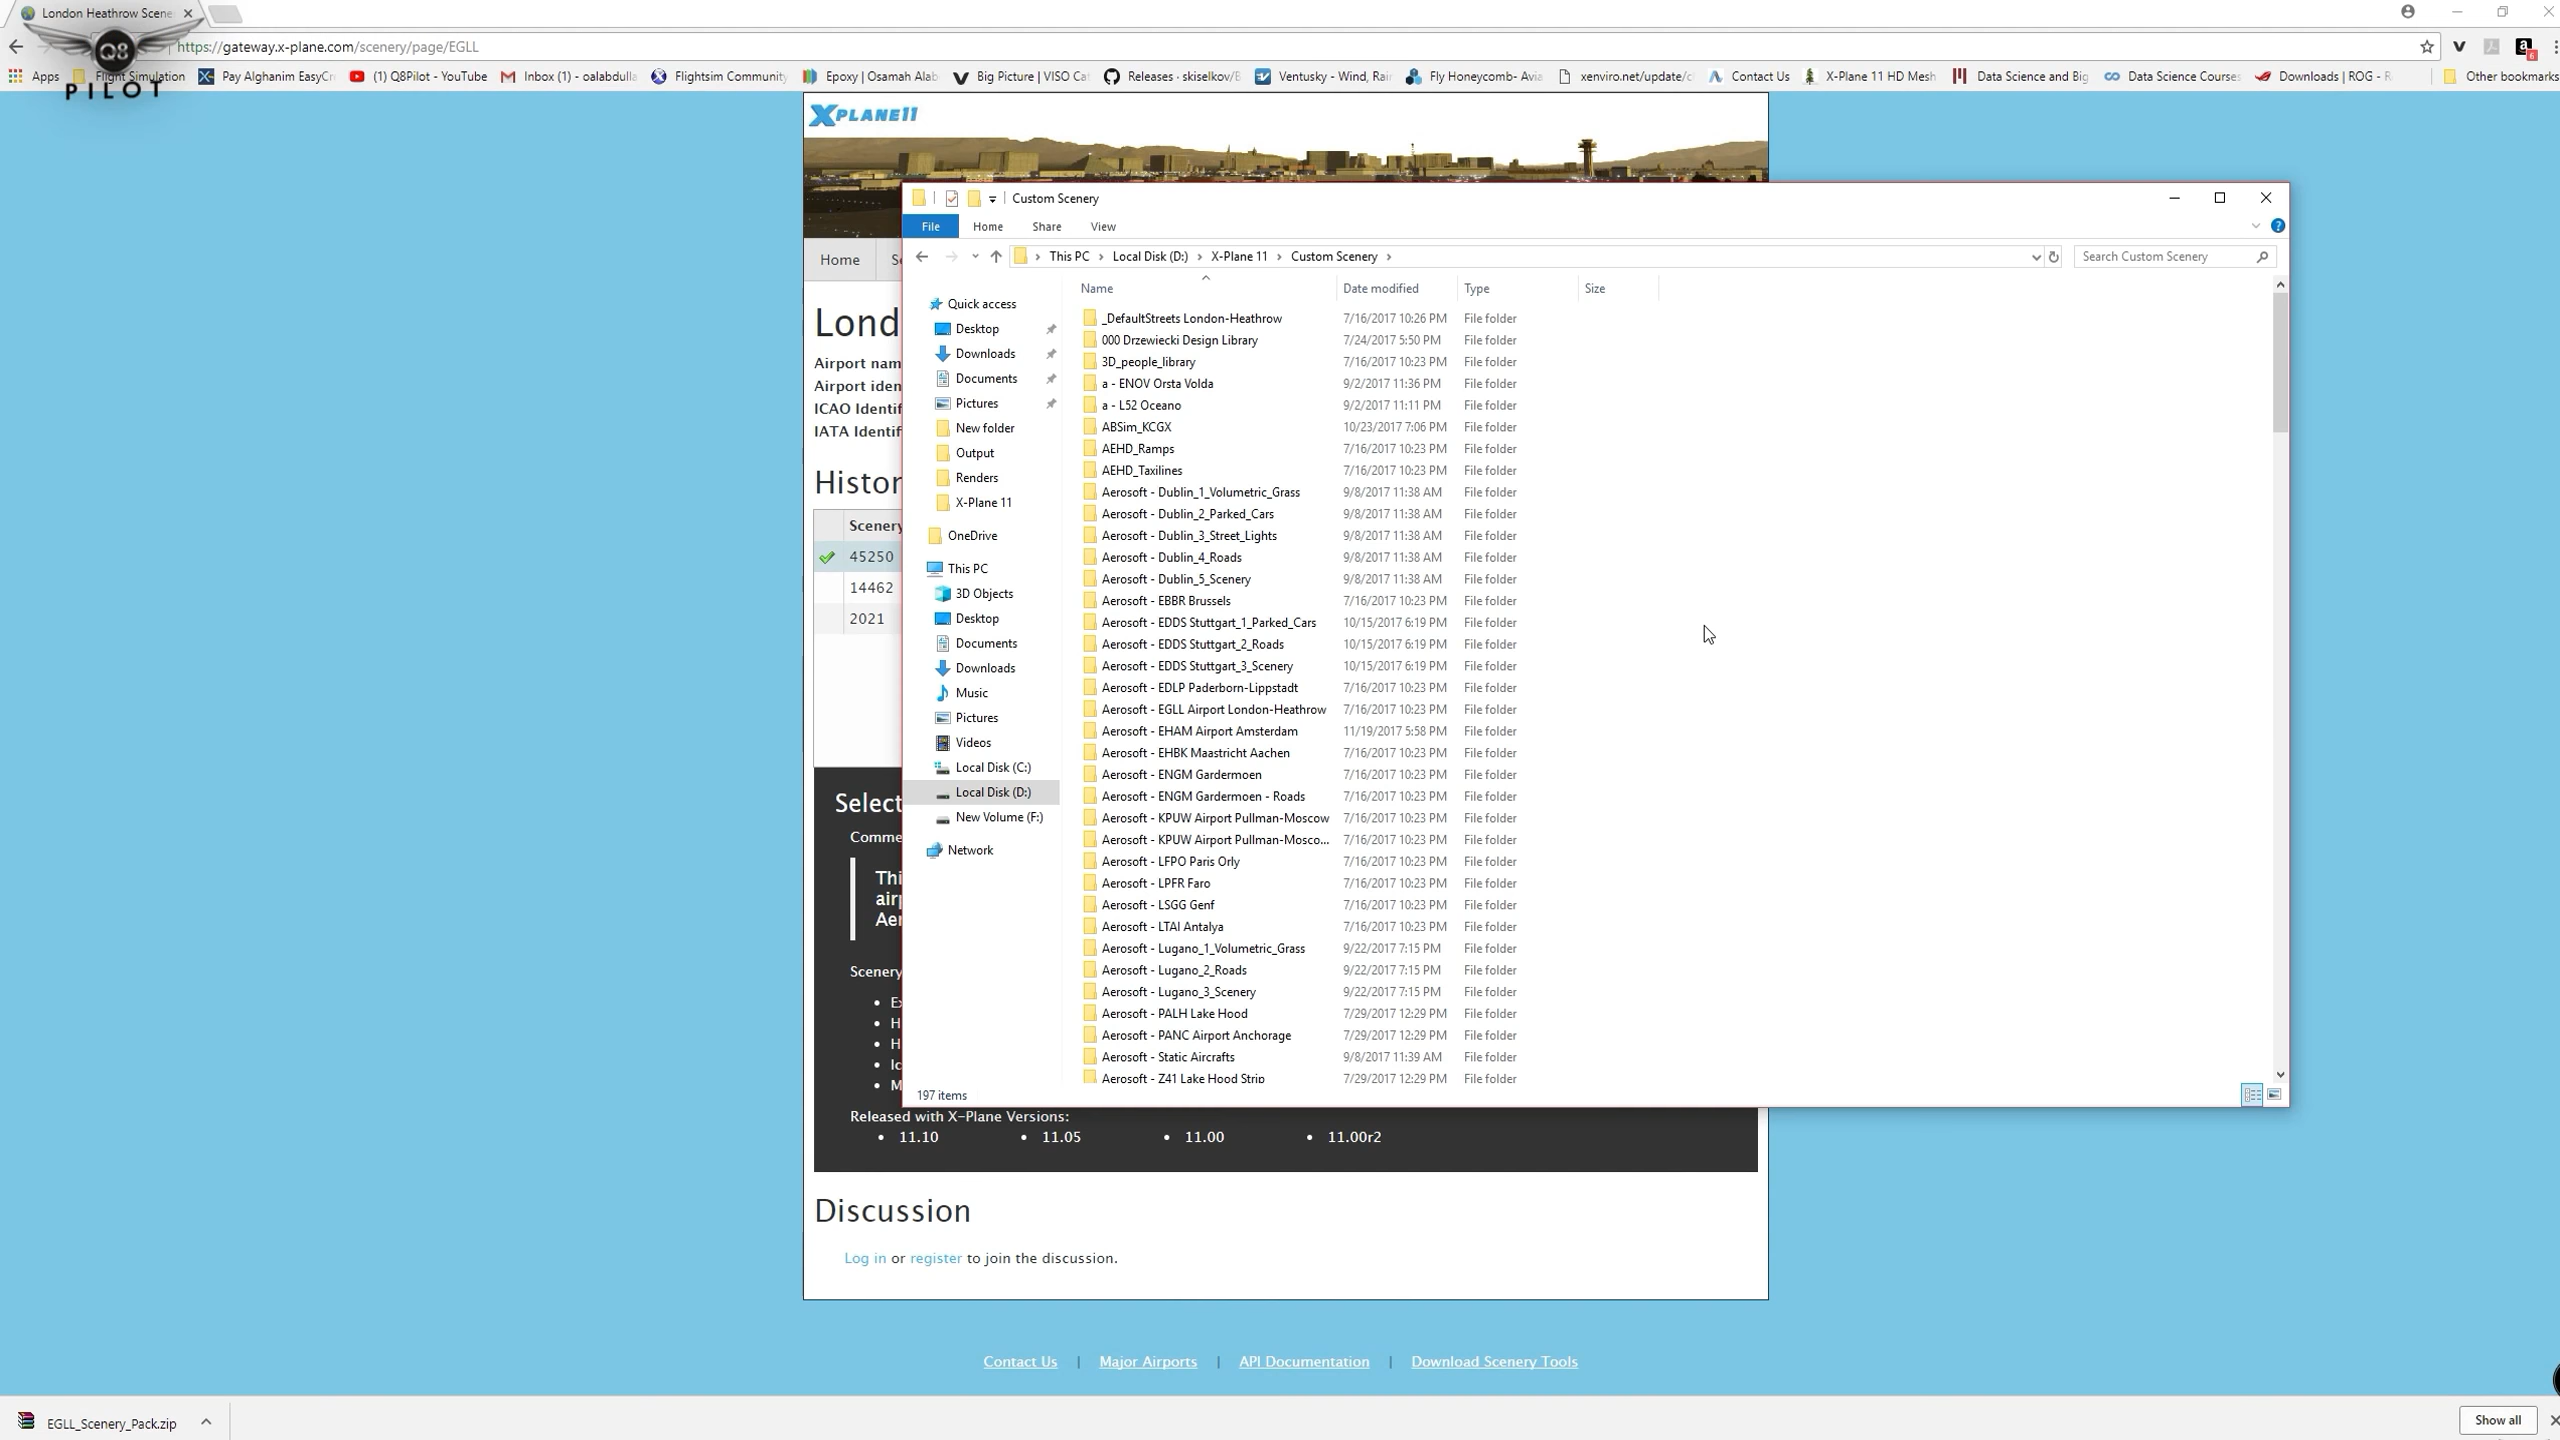 London Heathrow Scene
https://gateway.x-plane.com/scenery/page/EGLL
Q8
PILOT
Apps
Flight Simulation
Pay Alghanim EasyCr
(1) Q8Pilot - YouTube
Inbox (1) - oalabdulla
Flightsim Community
Epoxy | Osamah Alab
Big Picture | VISO Ca
Releases · skiselkov/B
Ventusky - Wind, Rain
Fly Honeycomb- Avia
xenviro.net/update/c
Contact Us
X-Plane 11 HD Mesh
Data Science and Big
Data Science Courses
Downloads | ROG - R
Other bookmarks
XPLANE11
Home
Lond
Airport nam
Airport iden
ICAO Identif
IATA Identif
Histor
Scenery
45250
14462
2021
Select
Comme
Thi
airp
Aer
Scenery
Released with X-Plane Versions:
11.10
11.05
11.00
11.00r2
Discussion
Log in or register to join the discussion.
Contact Us | Major Airports | API Documentation | Download Scenery Tools
Custom Scenery
File Home Share View
This PC › Local Disk (D:) › X-Plane 11 › Custom Scenery ›
Search Custom Scenery
Quick access
Desktop
Downloads
Documents
Pictures
New folder
Output
Renders
X-Plane 11
OneDrive
This PC
3D Objects
Desktop
Documents
Downloads
Music
Pictures
Videos
Local Disk (C:)
Local Disk (D:)
New Volume (F:)
Network
Name Date modified Type Size
_DefaultStreets London-Heathrow 7/16/2017 10:26 PM File folder
000 Drzewiecki Design Library 7/24/2017 5:50 PM File folder
3D_people_library 7/16/2017 10:23 PM File folder
a - ENOV Orsta Volda 9/2/2017 11:36 PM File folder
a - L52 Oceano 9/2/2017 11:11 PM File folder
ABSim_KCGX 10/23/2017 7:06 PM File folder
AEHD_Ramps 7/16/2017 10:23 PM File folder
AEHD_Taxilines 7/16/2017 10:23 PM File folder
Aerosoft - Dublin_1_Volumetric_Grass 9/8/2017 11:38 AM File folder
Aerosoft - Dublin_2_Parked_Cars 9/8/2017 11:38 AM File folder
Aerosoft - Dublin_3_Street_Lights 9/8/2017 11:38 AM File folder
Aerosoft - Dublin_4_Roads 9/8/2017 11:38 AM File folder
Aerosoft - Dublin_5_Scenery 9/8/2017 11:38 AM File folder
Aerosoft - EBBR Brussels 7/16/2017 10:23 PM File folder
Aerosoft - EDDS Stuttgart_1_Parked_Cars 10/15/2017 6:19 PM File folder
Aerosoft - EDDS Stuttgart_2_Roads 10/15/2017 6:19 PM File folder
Aerosoft - EDDS Stuttgart_3_Scenery 10/15/2017 6:19 PM File folder
Aerosoft - EDLP Paderborn-Lippstadt 7/16/2017 10:23 PM File folder
Aerosoft - EGLL Airport London-Heathrow 7/16/2017 10:23 PM File folder
Aerosoft - EHAM Airport Amsterdam 11/19/2017 5:58 PM File folder
Aerosoft - EHBK Maastricht Aachen 7/16/2017 10:23 PM File folder
Aerosoft - ENGM Gardermoen 7/16/2017 10:23 PM File folder
Aerosoft - ENGM Gardermoen - Roads 7/16/2017 10:23 PM File folder
Aerosoft - KPUW Airport Pullman-Moscow 7/16/2017 10:23 PM File folder
Aerosoft - KPUW Airport Pullman-Mosco... 7/16/2017 10:23 PM File folder
Aerosoft - LFPO Paris Orly 7/16/2017 10:23 PM File folder
Aerosoft - LPFR Faro 7/16/2017 10:23 PM File folder
Aerosoft - LSGG Genf 7/16/2017 10:23 PM File folder
Aerosoft - LTAI Antalya 7/16/2017 10:23 PM File folder
Aerosoft - Lugano_1_Volumetric_Grass 9/22/2017 7:15 PM File folder
Aerosoft - Lugano_2_Roads 9/22/2017 7:15 PM File folder
Aerosoft - Lugano_3_Scenery 9/22/2017 7:15 PM File folder
Aerosoft - PALH Lake Hood 7/29/2017 12:29 PM File folder
Aerosoft - PANC Airport Anchorage 7/29/2017 12:29 PM File folder
Aerosoft - Static Aircrafts 9/8/2017 11:39 AM File folder
Aerosoft - Z41 Lake Hood Strip 7/29/2017 12:29 PM File folder
197 items
EGLL_Scenery_Pack.zip
Show all